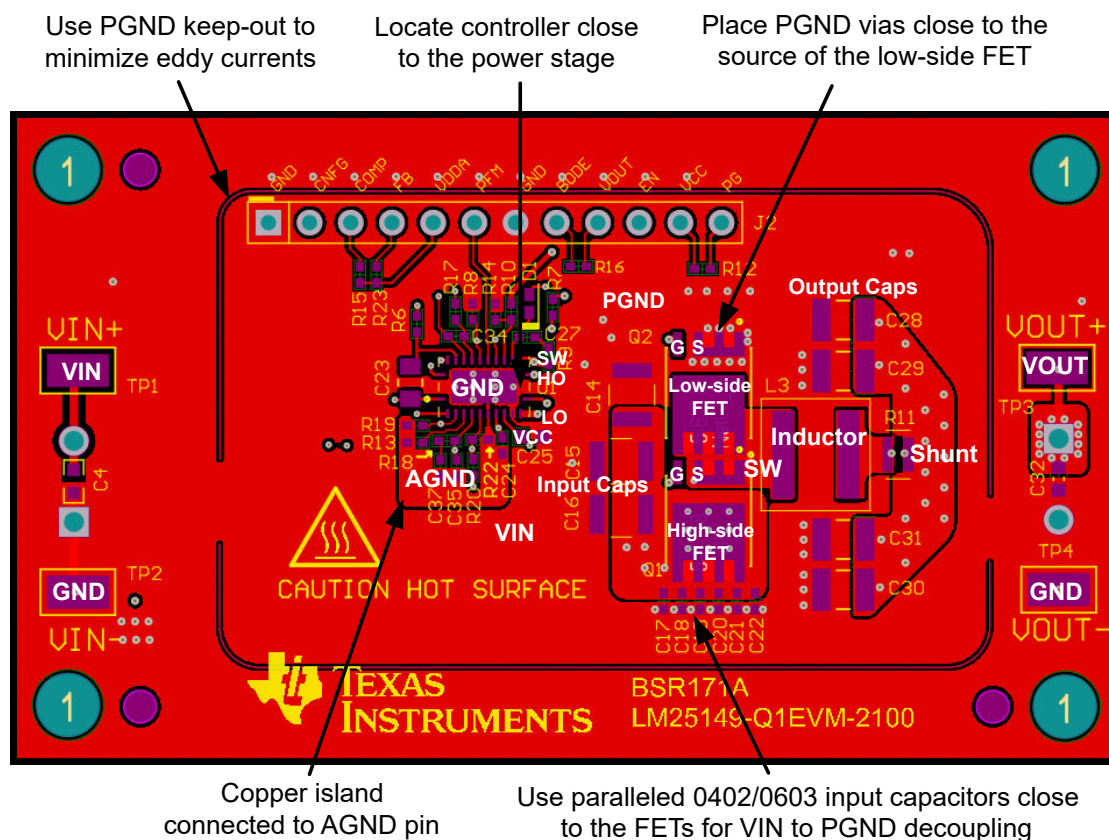 Use PGND keep-out to
minimize eddy currents
Locate controller close
to the power stage
Place PGND vias close to the
source of the low-side FET
1
1
GND
CNFG
COMP
FB
VDDA
PFM
GND
BODE
VOUT
EN
VCC
PG
J2
R15
R23
R16
R12
R17
R8
R14
R10
D1
R7
R6
C34
C27
PGND
Output Caps
C28
C29
VIN+
VIN
TP1
C4
C23
GND
SW
HO
U1
LO
VCC
C25
R19
R13
R18
AGND
C37
C35
R20
R22
C24
VIN
Q2
G S
Low-side
FET
L3
C14
C15
C16
Input Caps
G S
SW
Inductor
R11
Shunt
High-side
FET
Q1
C17
C18
C19
C20
C21
C22
C31
C30
VOUT+
VOUT
TP3
C32
TP4
GND
VOUT-
TP2
GND
VIN-
CAUTION HOT SURFACE
TEXAS
INSTRUMENTS
BSR171A
LM25149-Q1EVM-2100
1
1
Copper island
connected to AGND pin
Use paralleled 0402/0603 input capacitors close
to the FETs for VIN to PGND decoupling